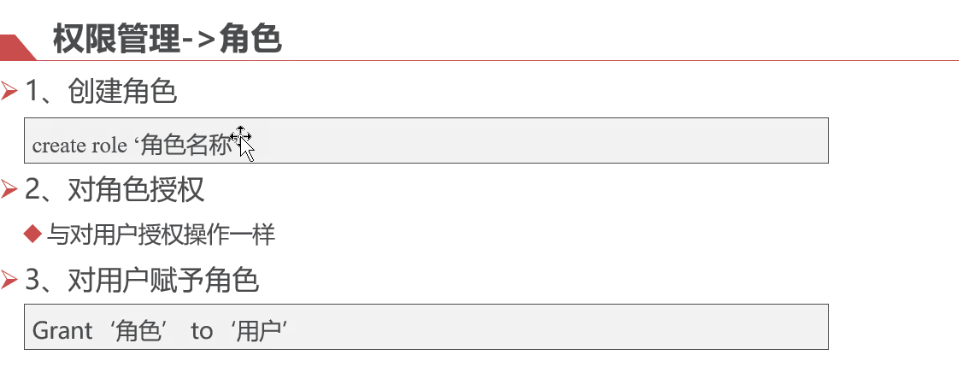 权限管理->角色
1、创建角色
create role ‘角色名称
2、对角色授权
与对用户授权操作一样
3、对用户赋予角色
Grant ‘角色’ to ‘用户’